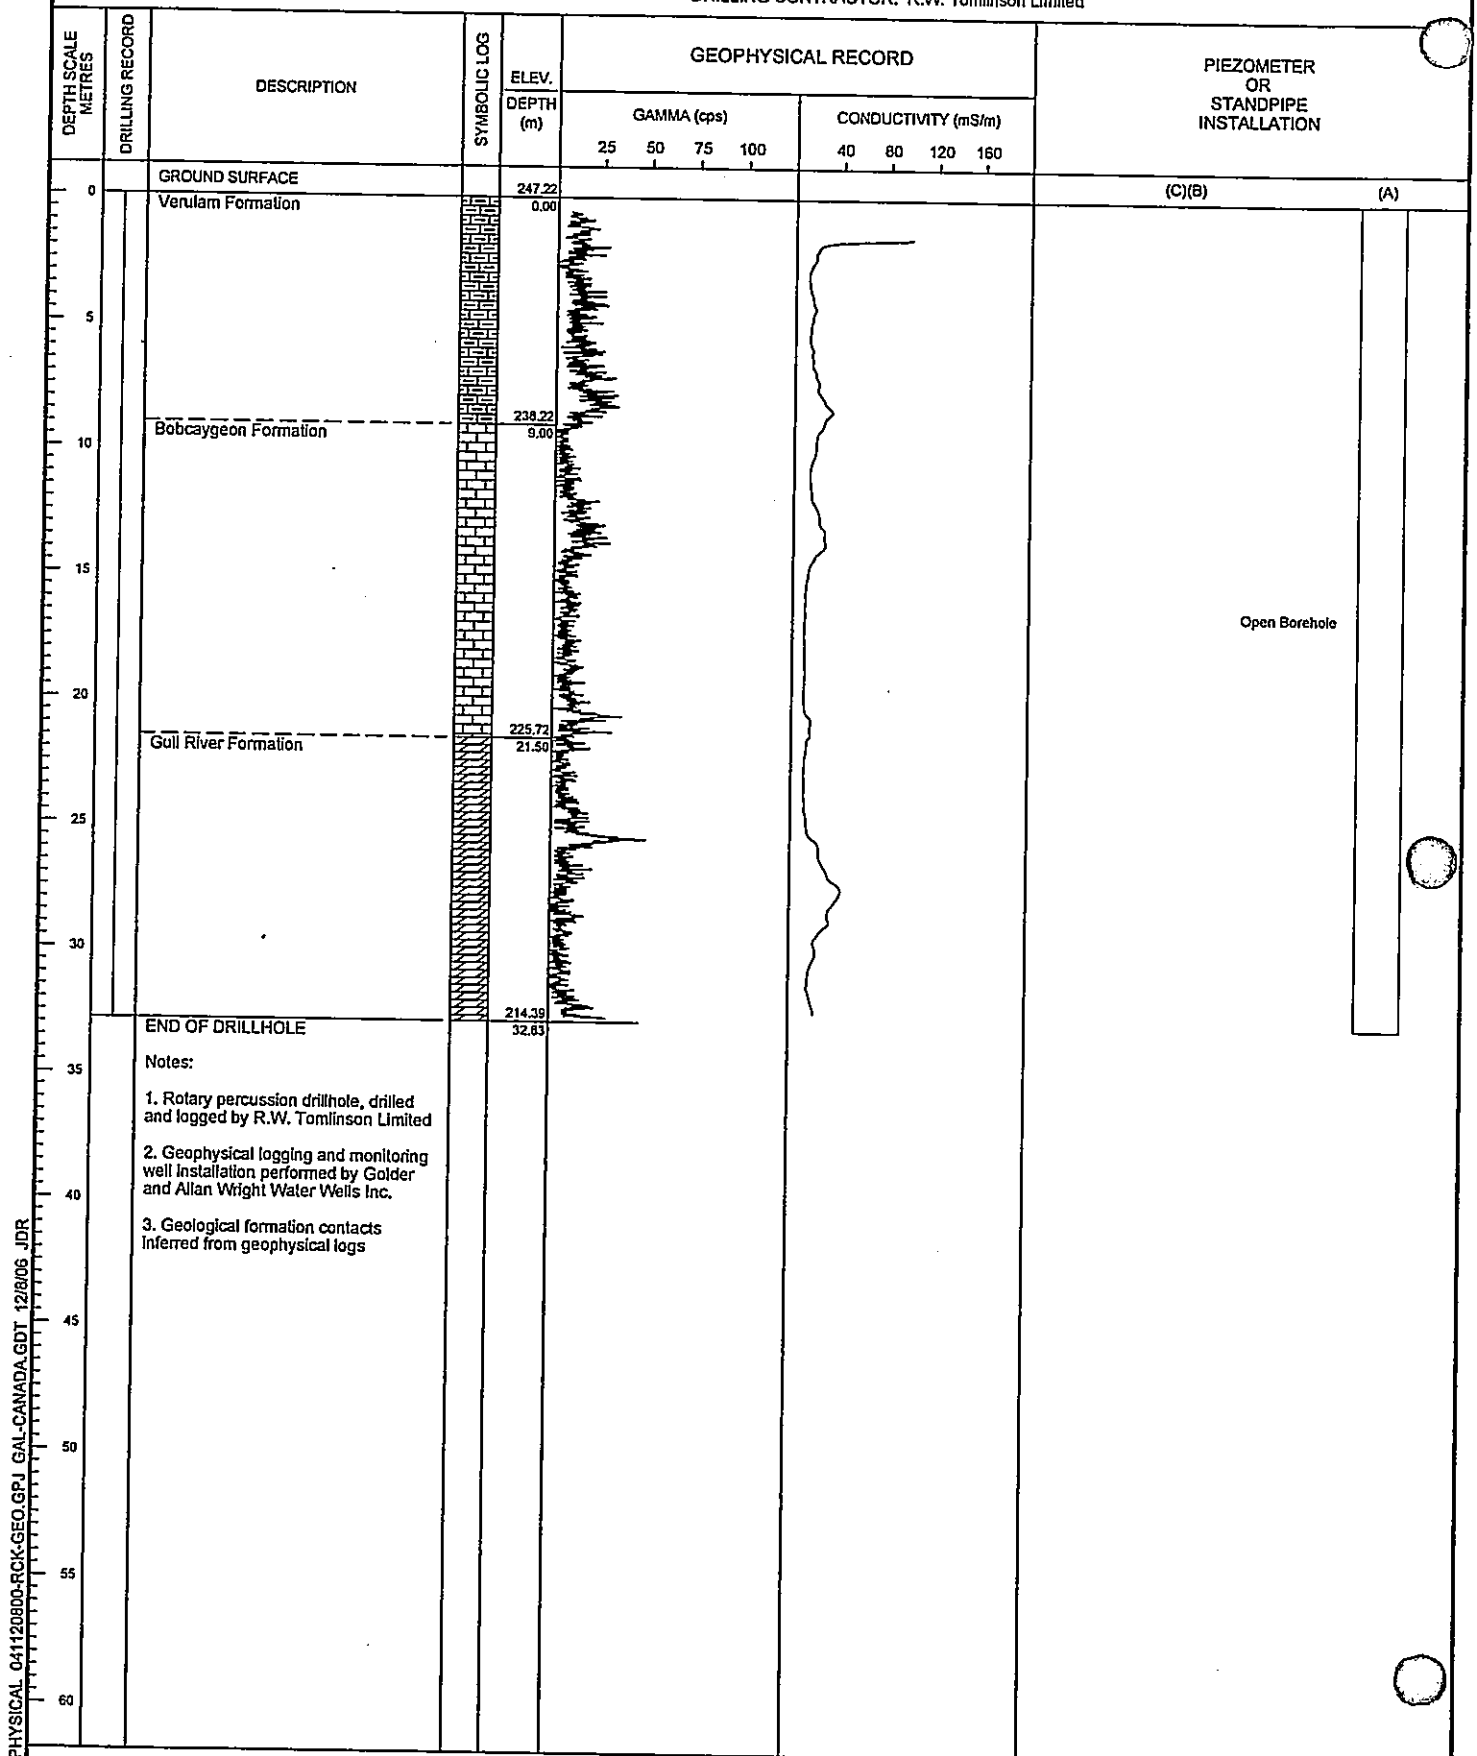 DRILLING CONTRACTOR: R.W. Tomlinson Limited
DEPTH SCALE
METRES
DRILLING RECORD
DESCRIPTION
SYMBOLIC LOG
ELEV.
DEPTH
(m)
GEOPHYSICAL RECORD
GAMMA (cps)
25 50 75 100
CONDUCTIVITY (mS/m)
40 80 120 160
PIEZOMETER
OR
STANDPIPE
INSTALLATION
GROUND SURFACE
247.22
(C)(B)
(A)
0
Verulam Formation
0.00
5
238.22
Bobcaygeon Formation
9.00
10
15
Open Borehole
20
225.72
Gull River Formation
21.50
25
30
214.39
END OF DRILLHOLE
32.83
Notes:
35
1. Rotary percussion drillhole, drilled
and logged by R.W. Tomlinson Limited
2. Geophysical logging and monitoring
well installation performed by Golder
and Allan Wright Water Wells Inc.
40
3. Geological formation contacts
inferred from geophysical logs
45
50
55
60
PHYSICAL 041120800-RCK-GEO.GPJ GAL-CANADA.GDT 12/8/06 JDR